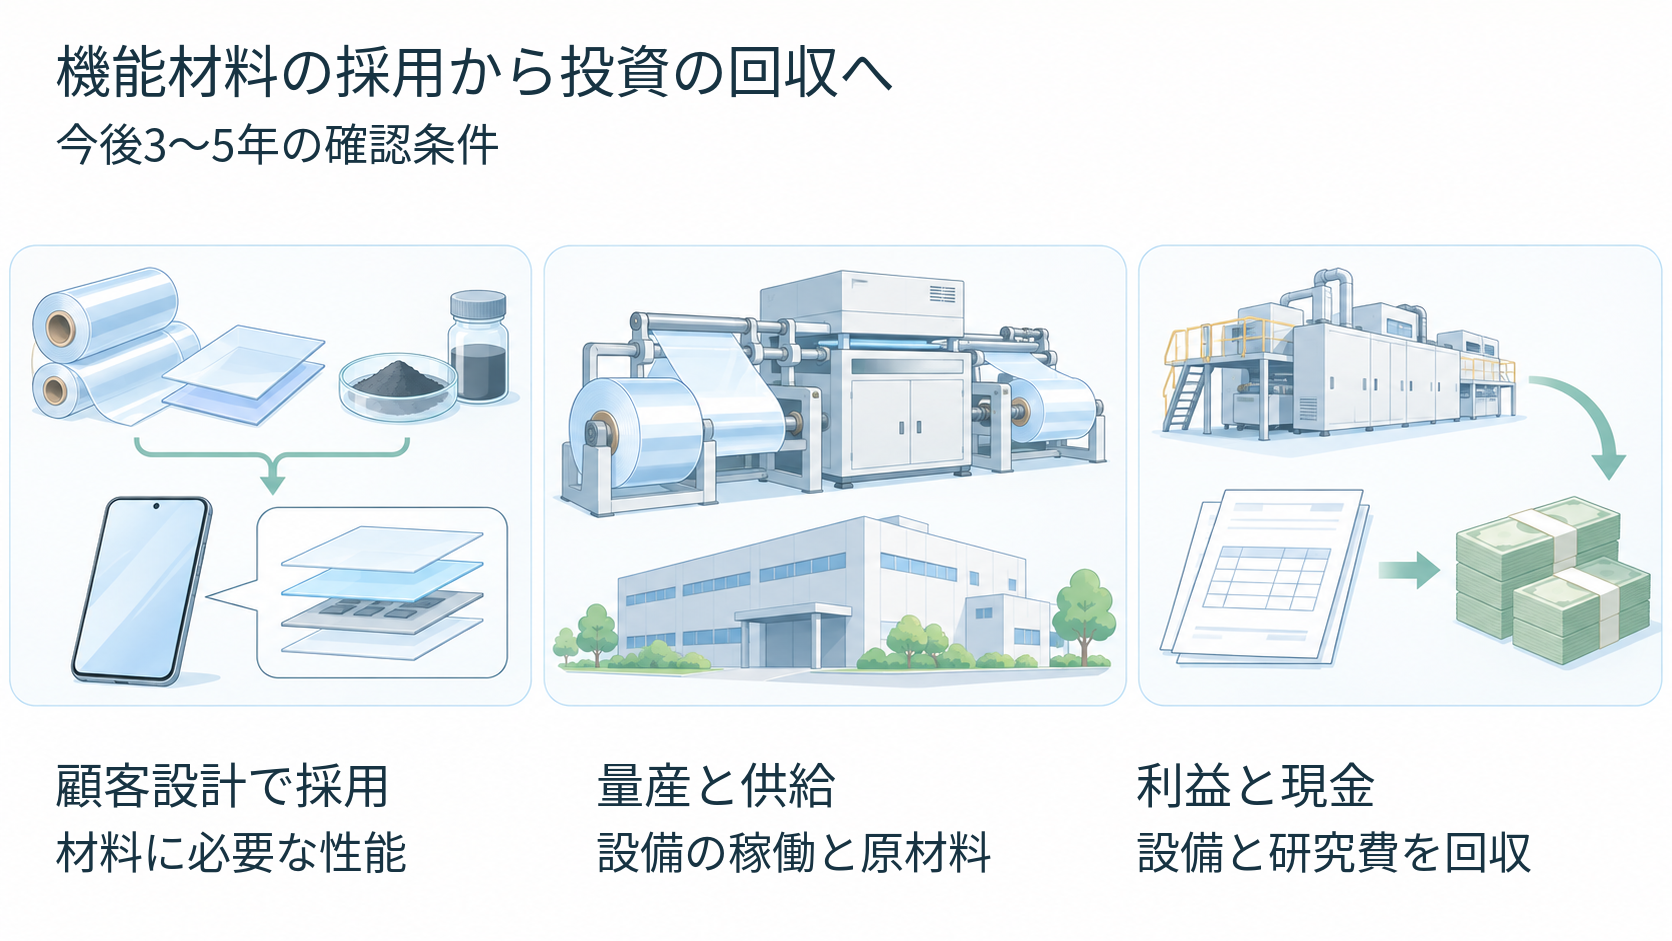 機能材料の採用から投資の回収へ
今後3～5年の確認条件
顧客設計で採用
材料に必要な性能
量産と供給
設備の稼働と原材料
利益と現金
設備と研究費を回収